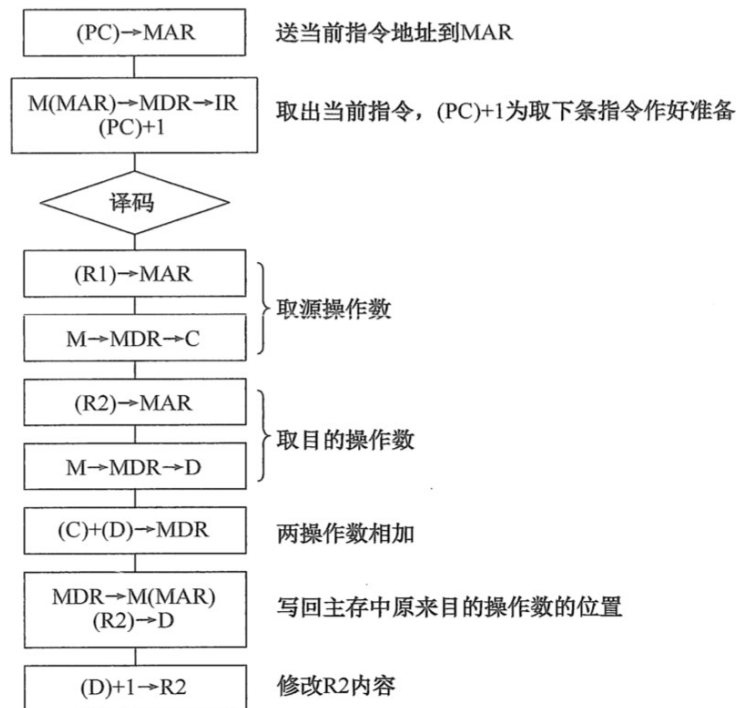 (PC)→MAR 送当前指令地址到MAR
M(MAR)→MDR→IR
(PC)+1
取出当前指令，(PC)+1为取下条指令作好准备
译码
(R1)→MAR
M→MDR→C
取源操作数
(R2)→MAR
M→MDR→D
取目的操作数
(C)+(D)→MDR 两操作数相加
MDR→M(MAR)
(R2)→D
写回主存中原来目的操作数的位置
(D)+1→R2 修改R2内容